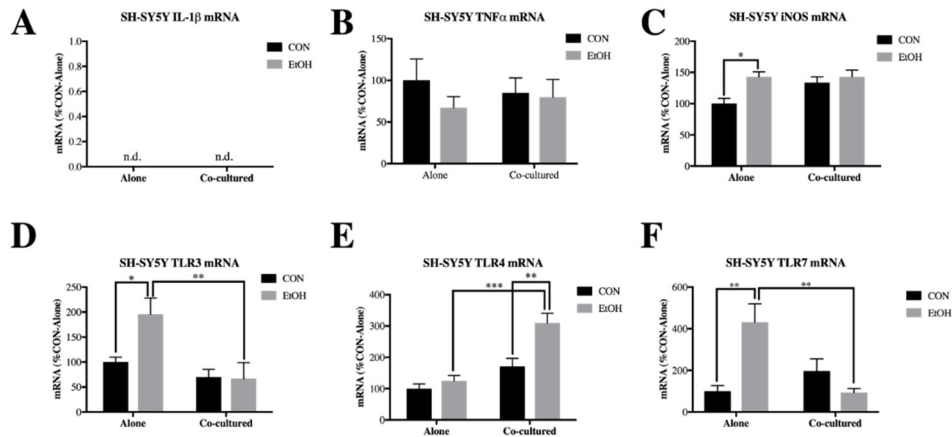 A
SH-SY5Y IL-1β mRNA
mRNA (%CON-Alone)
1.0
0.8
0.6
0.4
0.2
0.0
n.d.
n.d.
Alone
Co-cultured
CON
EtOH
B
SH-SY5Y TNFα mRNA
mRNA (%CON-Alone)
150
100
50
0
Alone
Co-cultured
CON
EtOH
C
SH-SY5Y iNOS mRNA
mRNA (%CON-Alone)
200
150
100
50
0
*
Alone
Co-cultured
CON
EtOH
D
SH-SY5Y TLR3 mRNA
mRNA (%CON-Alone)
250
200
150
100
50
0
*
**
Alone
Co-cultured
CON
EtOH
E
SH-SY5Y TLR4 mRNA
mRNA (%CON-Alone)
400
300
200
100
0
***
**
Alone
Co-cultured
CON
EtOH
F
SH-SY5Y TLR7 mRNA
mRNA (%CON-Alone)
600
400
200
0
**
**
Alone
Co-cultured
CON
EtOH